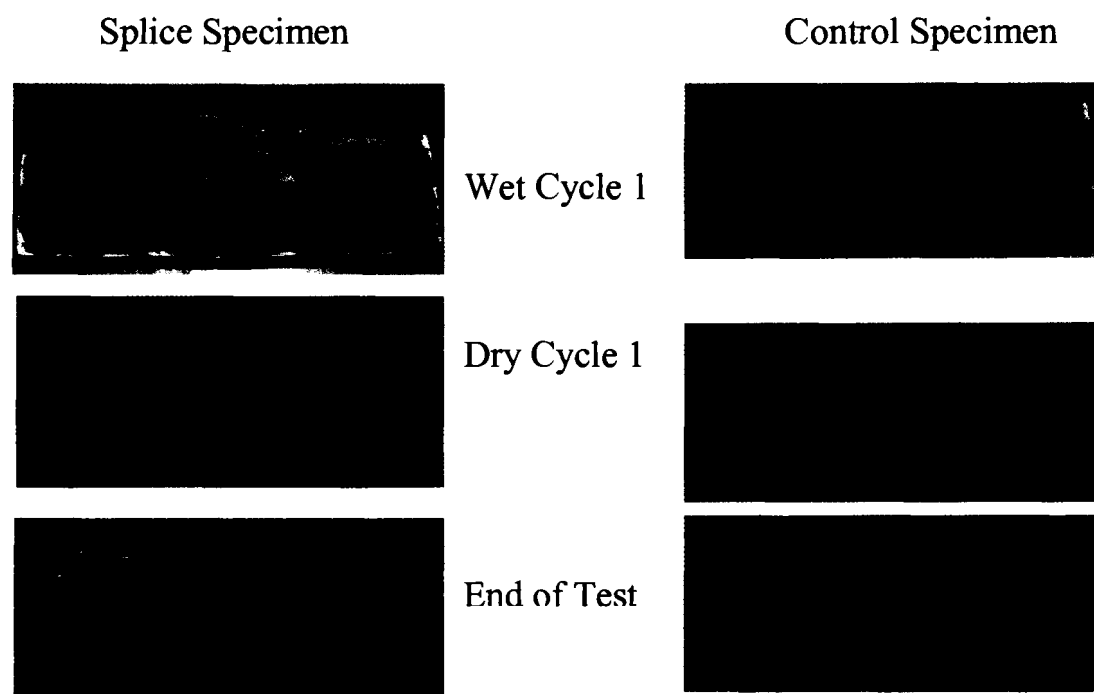 Splice Specimen
Control Specimen
Wet Cycle 1
Dry Cycle 1
End of Test